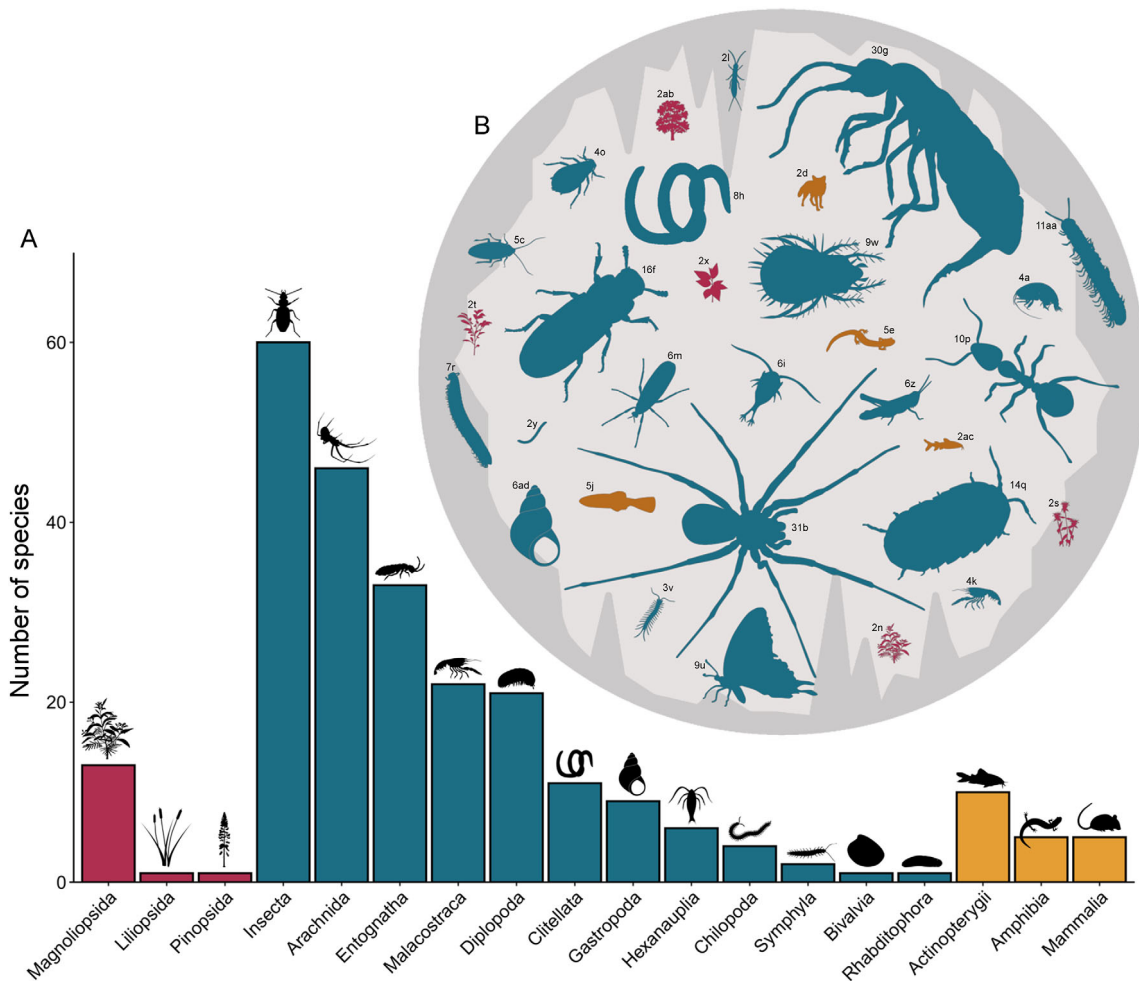 B
2l
30g
2ab
4o
2d
8h
11aa
A
5c
9w
16f
2x
4a
2t
5e
10p
7r
6m
6i
6z
2y
2ac
6ad
5j
14q
2s
31b
3v
4k
2n
9u
Number of species
60
40
20
0
Magnoliopsida
Liliopsida
Pinopsida
Insecta
Arachnida
Entognatha
Malacostraca
Diplopoda
Clitellata
Gastropoda
Hexanauplia
Chilopoda
Symphyla
Bivalvia
Rhabditophora
Actinopterygii
Amphibia
Mammalia